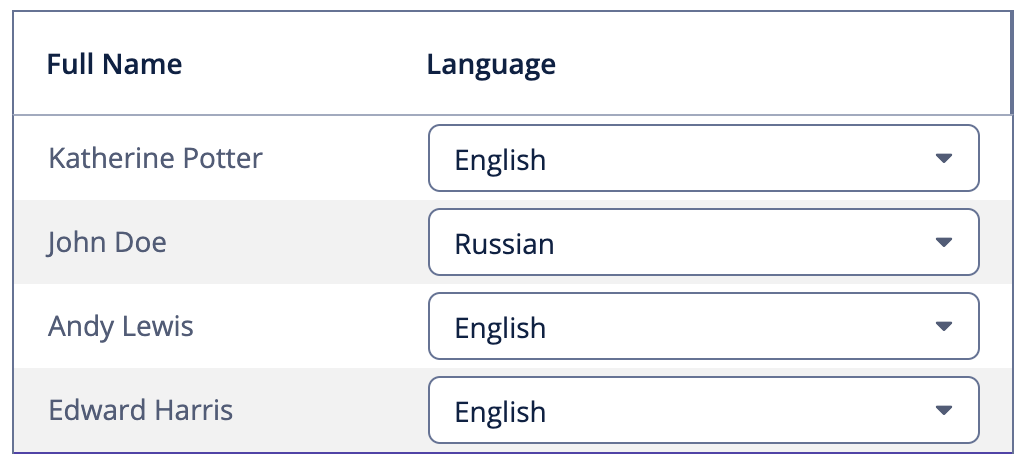 Full Name Language
Katherine Potter English
John Doe Russian
Andy Lewis English
Edward Harris English